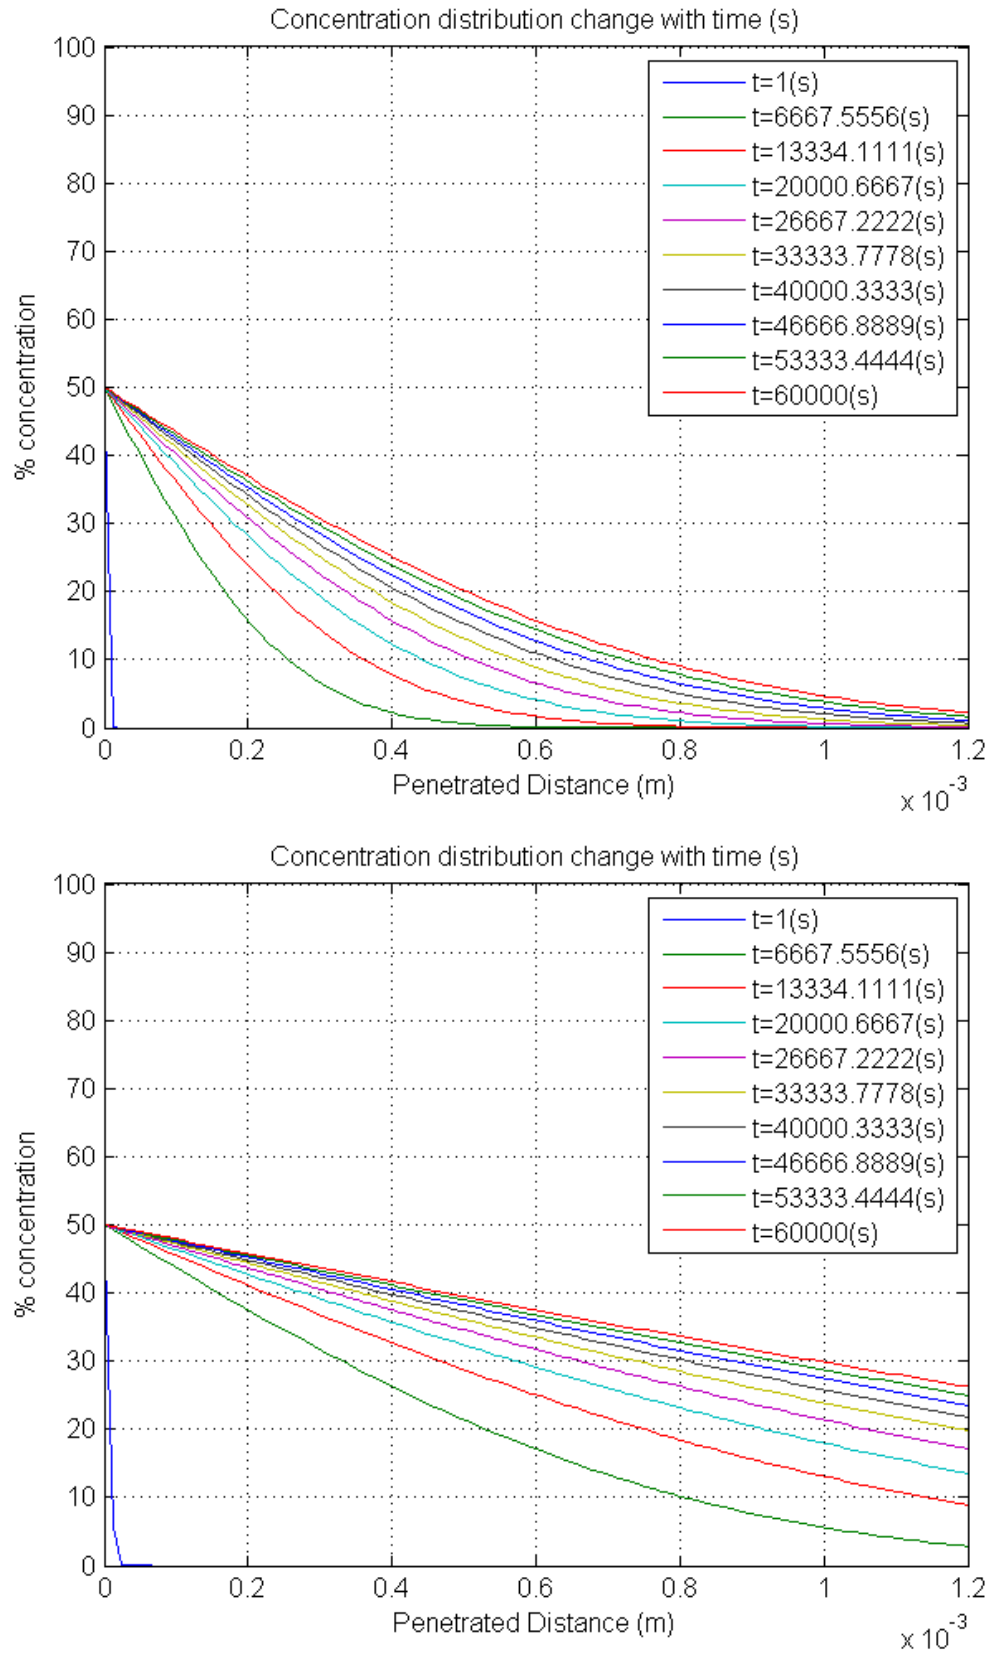 Concentration distribution change with time (s)
100
90
80
70
60
50
40
30
20
10
0
% concentration
t=1(s)
t=6667.5556(s)
t=13334.1111(s)
t=20000.6667(s)
t=26667.2222(s)
t=33333.7778(s)
t=40000.3333(s)
t=46666.8889(s)
t=53333.4444(s)
t=60000(s)
0 0.2 0.4 0.6 0.8 1 1.2
Penetrated Distance (m)
x 10-3
Concentration distribution change with time (s)
100
90
80
70
60
50
40
30
20
10
0
% concentration
t=1(s)
t=6667.5556(s)
t=13334.1111(s)
t=20000.6667(s)
t=26667.2222(s)
t=33333.7778(s)
t=40000.3333(s)
t=46666.8889(s)
t=53333.4444(s)
t=60000(s)
0 0.2 0.4 0.6 0.8 1 1.2
Penetrated Distance (m)
x 10-3